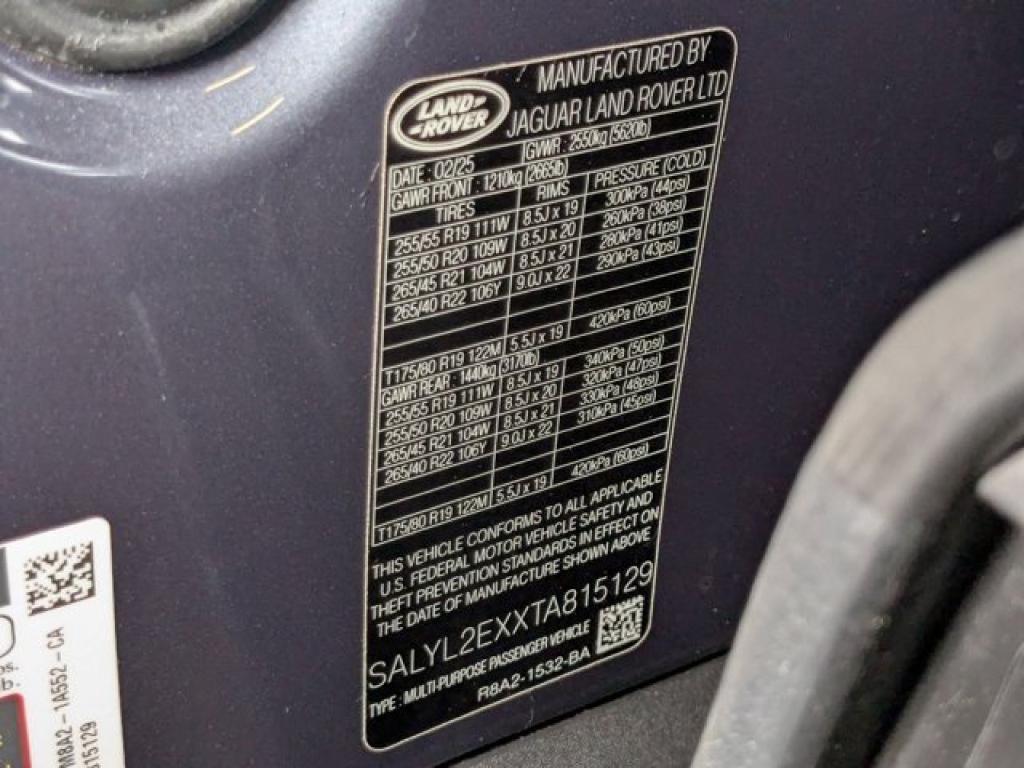 LAND-
-ROVER
MANUFACTURED BY
JAGUAR LAND ROVER LTD
DATE : 02/25 GVWR : 2550kg (5620lb)
GAWR FRONT : 1210kg (2665lb)
TIRES RIMS PRESSURE (COLD)
255/55 R19 111W 8.5J x 19 300kPa (44psi)
255/50 R20 109W 8.5J x 20 260kPa (38psi)
265/45 R21 104W 8.5J x 21 280kPa (41psi)
265/40 R22 106Y 9.0J x 22 290kPa (43psi)
T175/80 R19 122M 5.5J x 19 420kPa (60psi)
GAWR REAR : 1440kg (3170lb)
255/55 R19 111W 8.5J x 19 340kPa (50psi)
255/50 R20 109W 8.5J x 20 320kPa (47psi)
265/45 R21 104W 8.5J x 21 330kPa (48psi)
265/40 R22 106Y 9.0J x 22 310kPa (45psi)
T175/80 R19 122M 5.5J x 19 420kPa (60psi)
THIS VEHICLE CONFORMS TO ALL APPLICABLE
U.S. FEDERAL MOTOR VEHICLE SAFETY AND
THEFT PREVENTION STANDARDS IN EFFECT ON
THE DATE OF MANUFACTURE SHOWN ABOVE
SALYL2EXXTA815129
TYPE : MULTI-PURPOSE PASSENGER VEHICLE
R8A2-1532-BA
M8A2-1A552-CA
815129